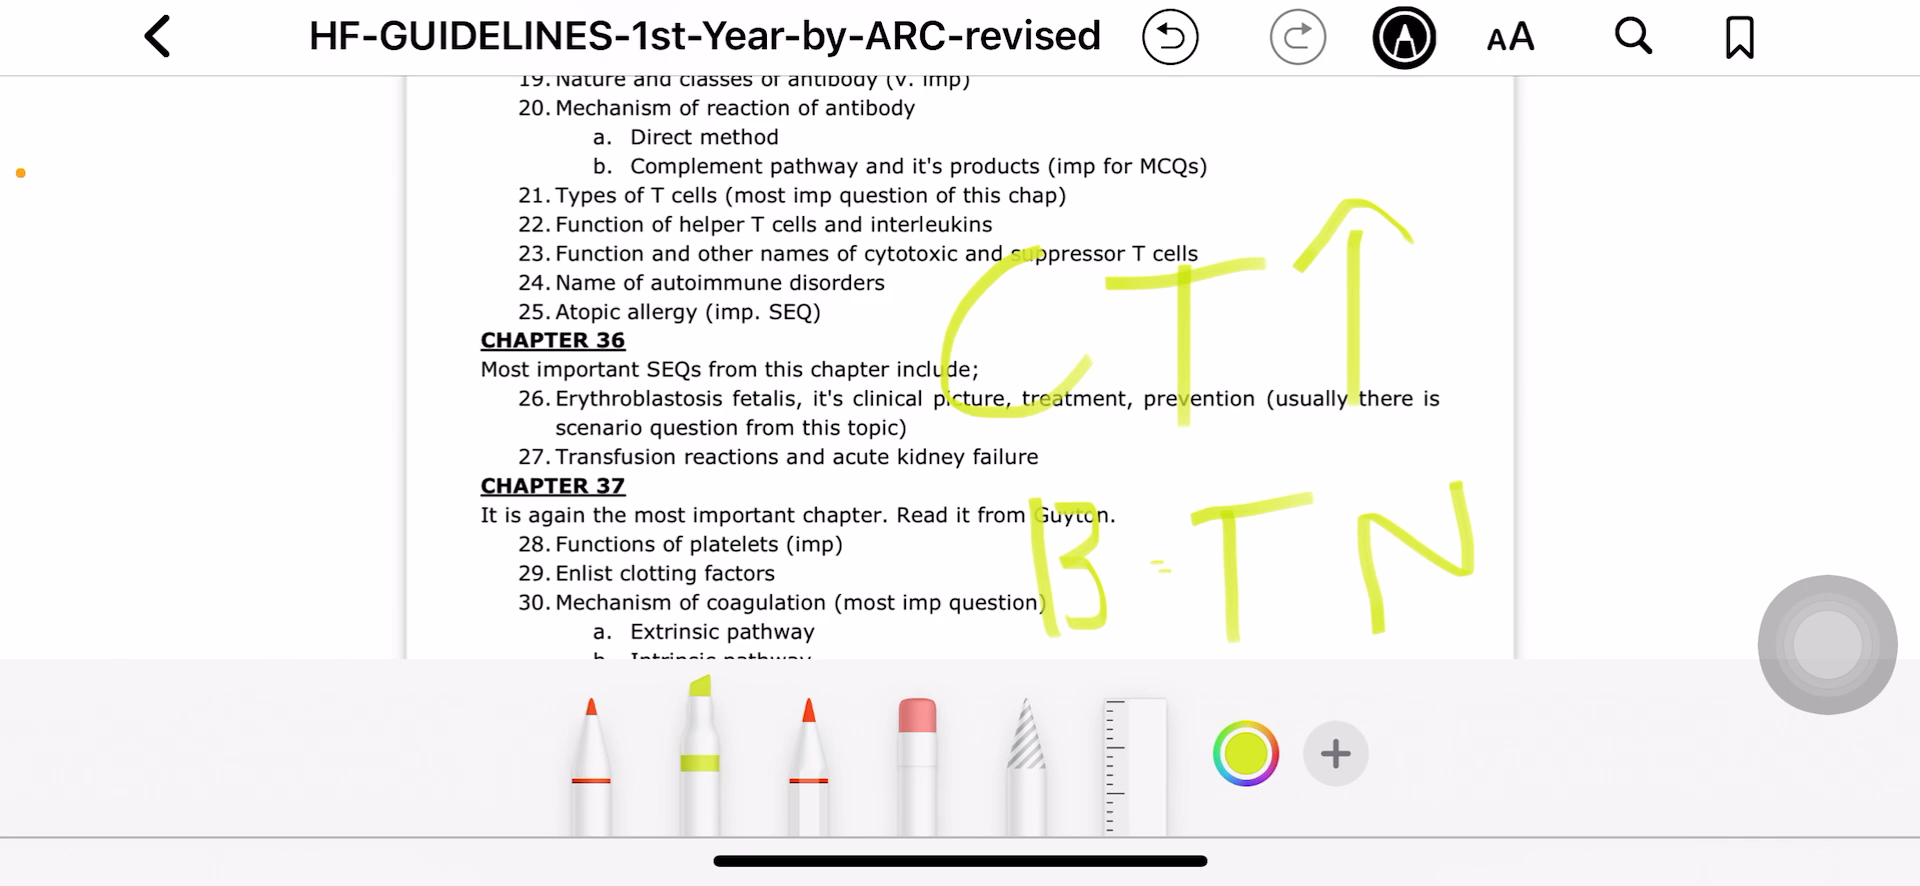 HF-GUIDELINES-1st-Year-by-ARC-revised
AA
19. Nature and classes of antibody (v. imp)
20. Mechanism of reaction of antibody
a. Direct method
b. Complement pathway and it's products (imp for MCQs)
21. Types of T cells (most imp question of this chap)
22. Function of helper T cells and interleukins
23. Function and other names of cytotoxic and suppressor T cells
24. Name of autoimmune disorders
25. Atopic allergy (imp. SEQ)
CT↑
CHAPTER 36
Most important SEQs from this chapter include;
26. Erythroblastosis fetalis, it's clinical picture, treatment, prevention (usually there is
scenario question from this topic)
27. Transfusion reactions and acute kidney failure
CHAPTER 37
It is again the most important chapter. Read it from Guyton.
28. Functions of platelets (imp)
29. Enlist clotting factors
30. Mechanism of coagulation (most imp question)
B = T N
a. Extrinsic pathway
b. Intrinsic pathway